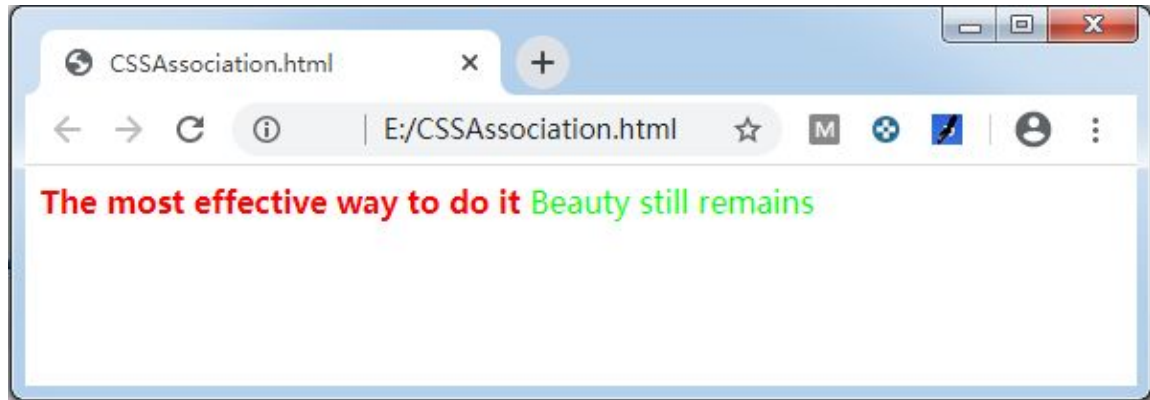 CSSAssociation.html
E:/CSSAssociation.html
M
The most effective way to do it Beauty still remains